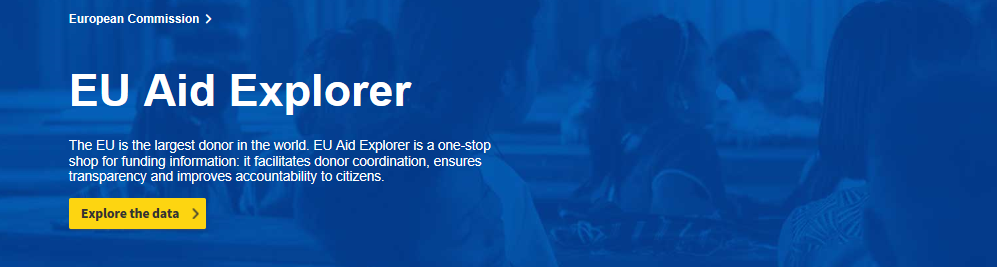 European Commission
EU Aid Explorer
The EU is the largest donor in the world. EU Aid Explorer is a one-stop
shop for funding information: it facilitates donor coordination, ensures
transparency and improves accountability to citizens.
Explore the data